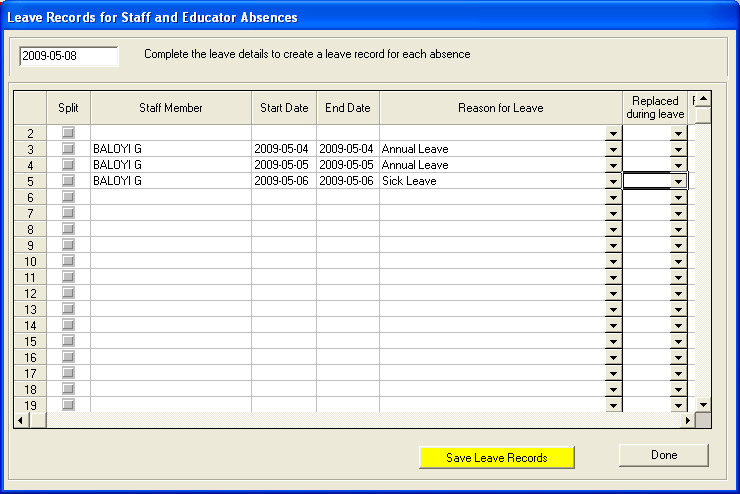 Leave Records for Staff and Educator Absences
2009-05-08 Complete the leave details to create a leave record for each absence
Split Staff Member Start Date End Date Reason for Leave Replaced during leave
2
3 BALOYI G 2009-05-04 2009-05-04 Annual Leave
4 BALOYI G 2009-05-05 2009-05-05 Annual Leave
5 BALOYI G 2009-05-06 2009-05-06 Sick Leave
6
7
8
9
10
11
12
13
14
15
16
17
18
19
Save Leave Records Done